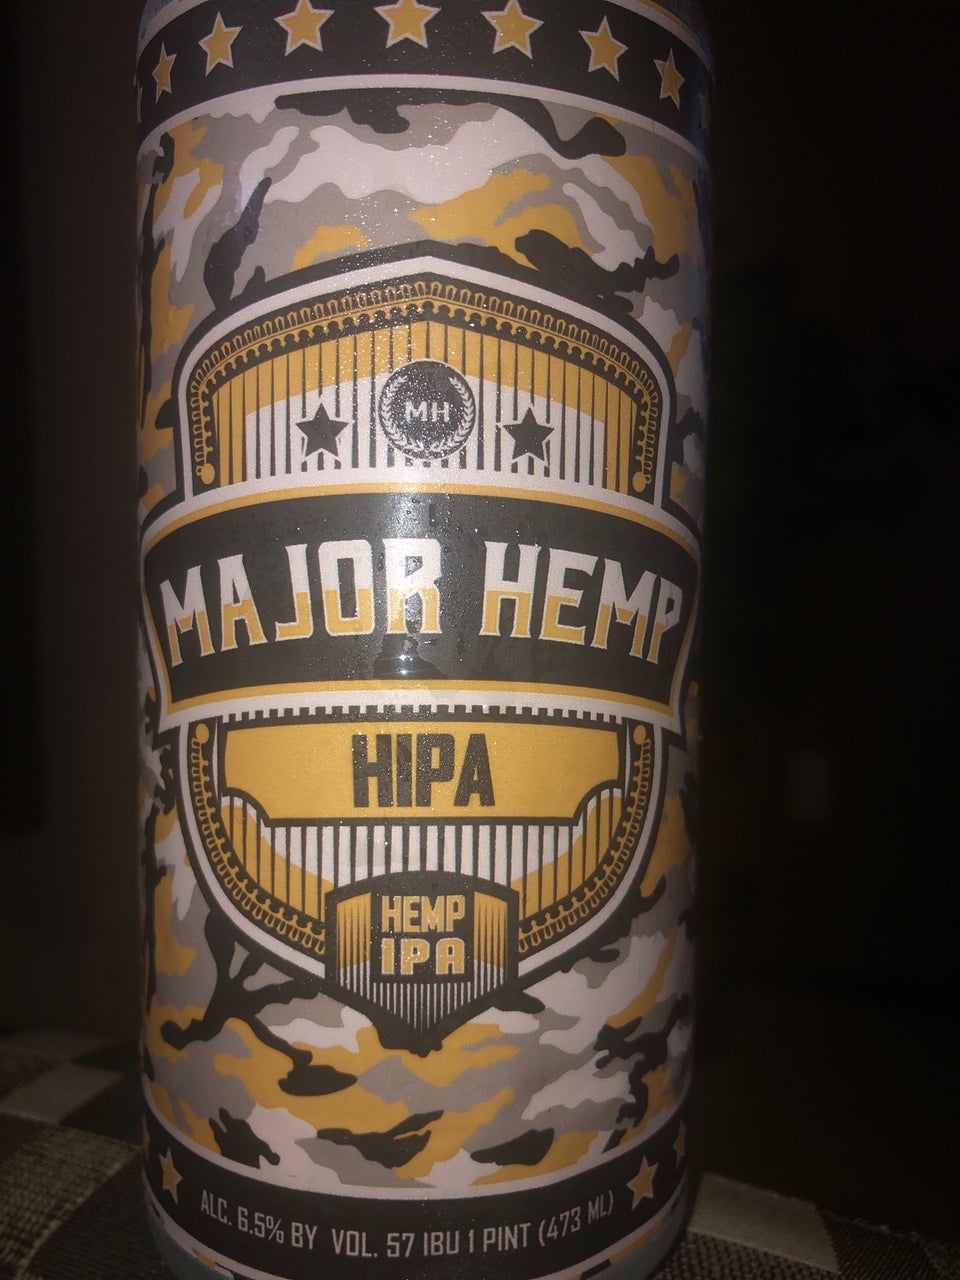 MH
MAJOR HEMP
HIPA
HEMP
IPA
ALC. 6.5% BY VOL. 57 IBU 1 PINT (473 ML)